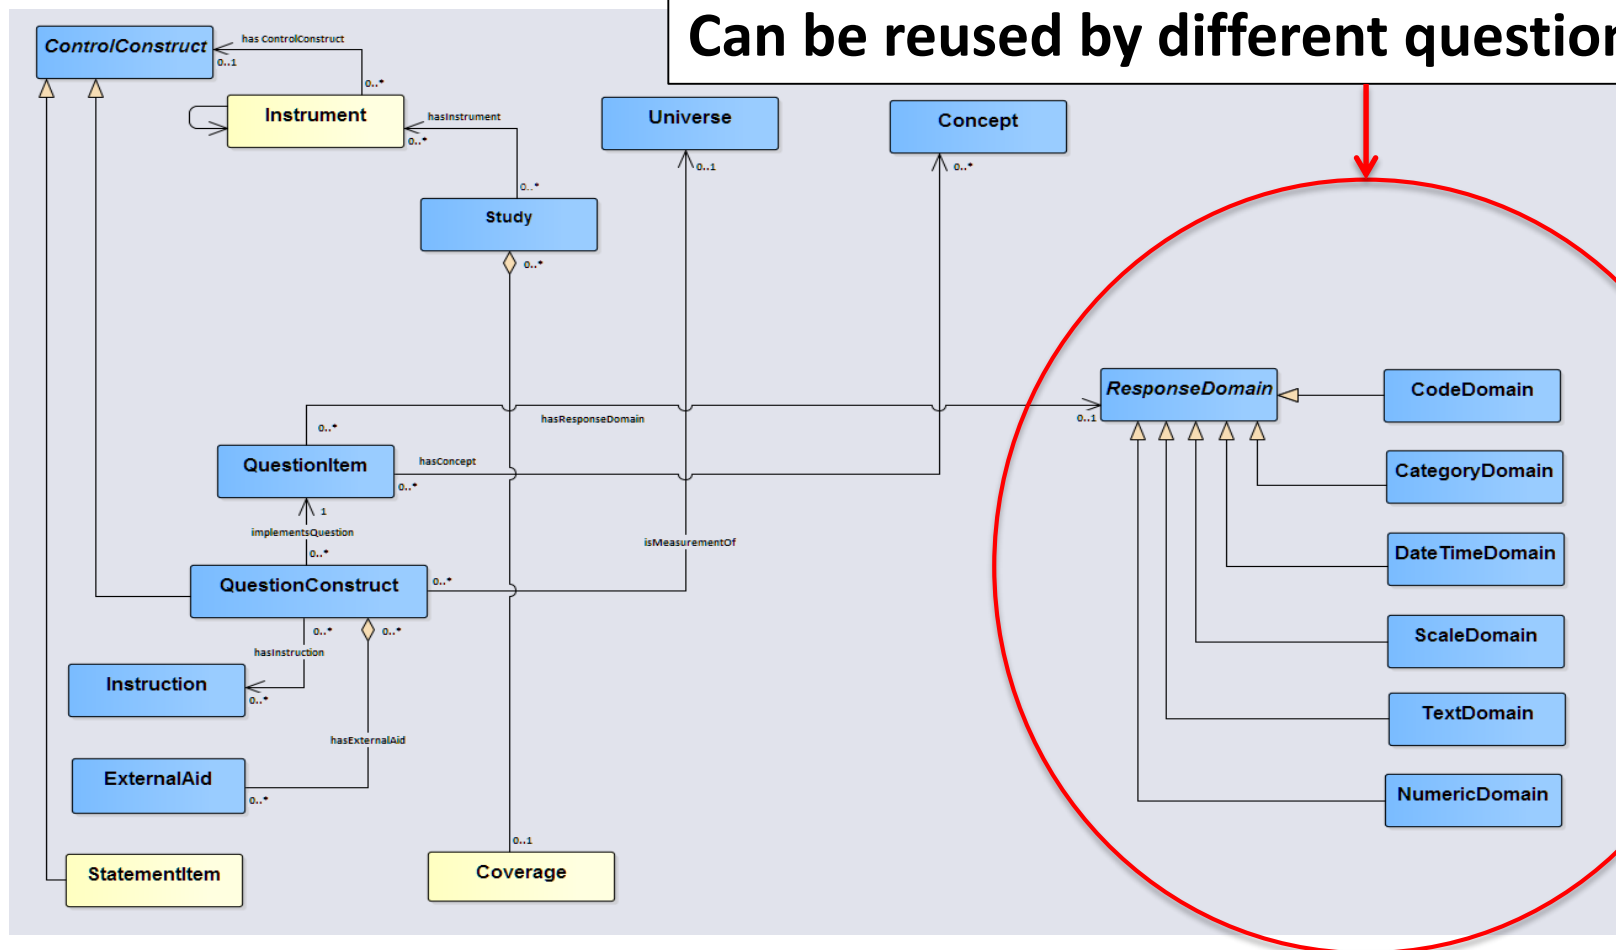 Can be reused by different question
ControlConstruct
has ControlConstruct
0..1
0..*
Instrument
hasInstrument
0..*
0..*
Universe
0..1
Concept
0..*
Study
0..*
ResponseDomain
0..1
CodeDomain
hasResponseDomain
0..*
QuestionItem
hasConcept
0..*
CategoryDomain
1
implementsQuestion
0..*
isMeasurementOf
DateTimeDomain
QuestionConstruct
0..*
0..*
0..*
hasInstruction
ScaleDomain
Instruction
0..*
TextDomain
hasExternalAid
ExternalAid
0..*
NumericDomain
0..1
StatementItem
Coverage